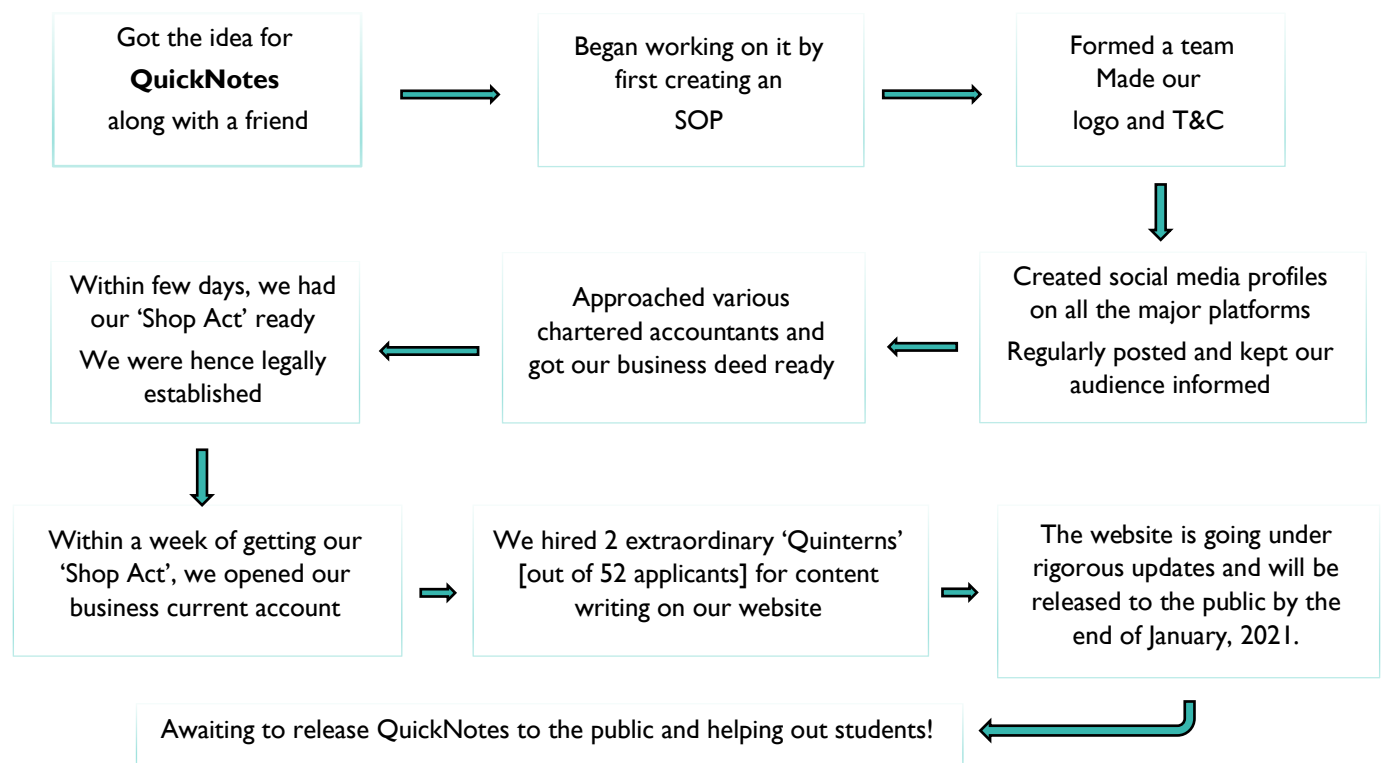 Got the idea for
QuickNotes
along with a friend
Began working on it by
first creating an
SOP
Formed a team
Made our
logo and T&C
Created social media profiles
on all the major platforms
Regularly posted and kept our
audience informed
Approached various
chartered accountants and
got our business deed ready
Within few days, we had
our ‘Shop Act’ ready
We were hence legally
established
Within a week of getting our
‘Shop Act’, we opened our
business current account
We hired 2 extraordinary ‘Quinterns’
[out of 52 applicants] for content
writing on our website
The website is going under
rigorous updates and will be
released to the public by the
end of January, 2021.
Awaiting to release QuickNotes to the public and helping out students!